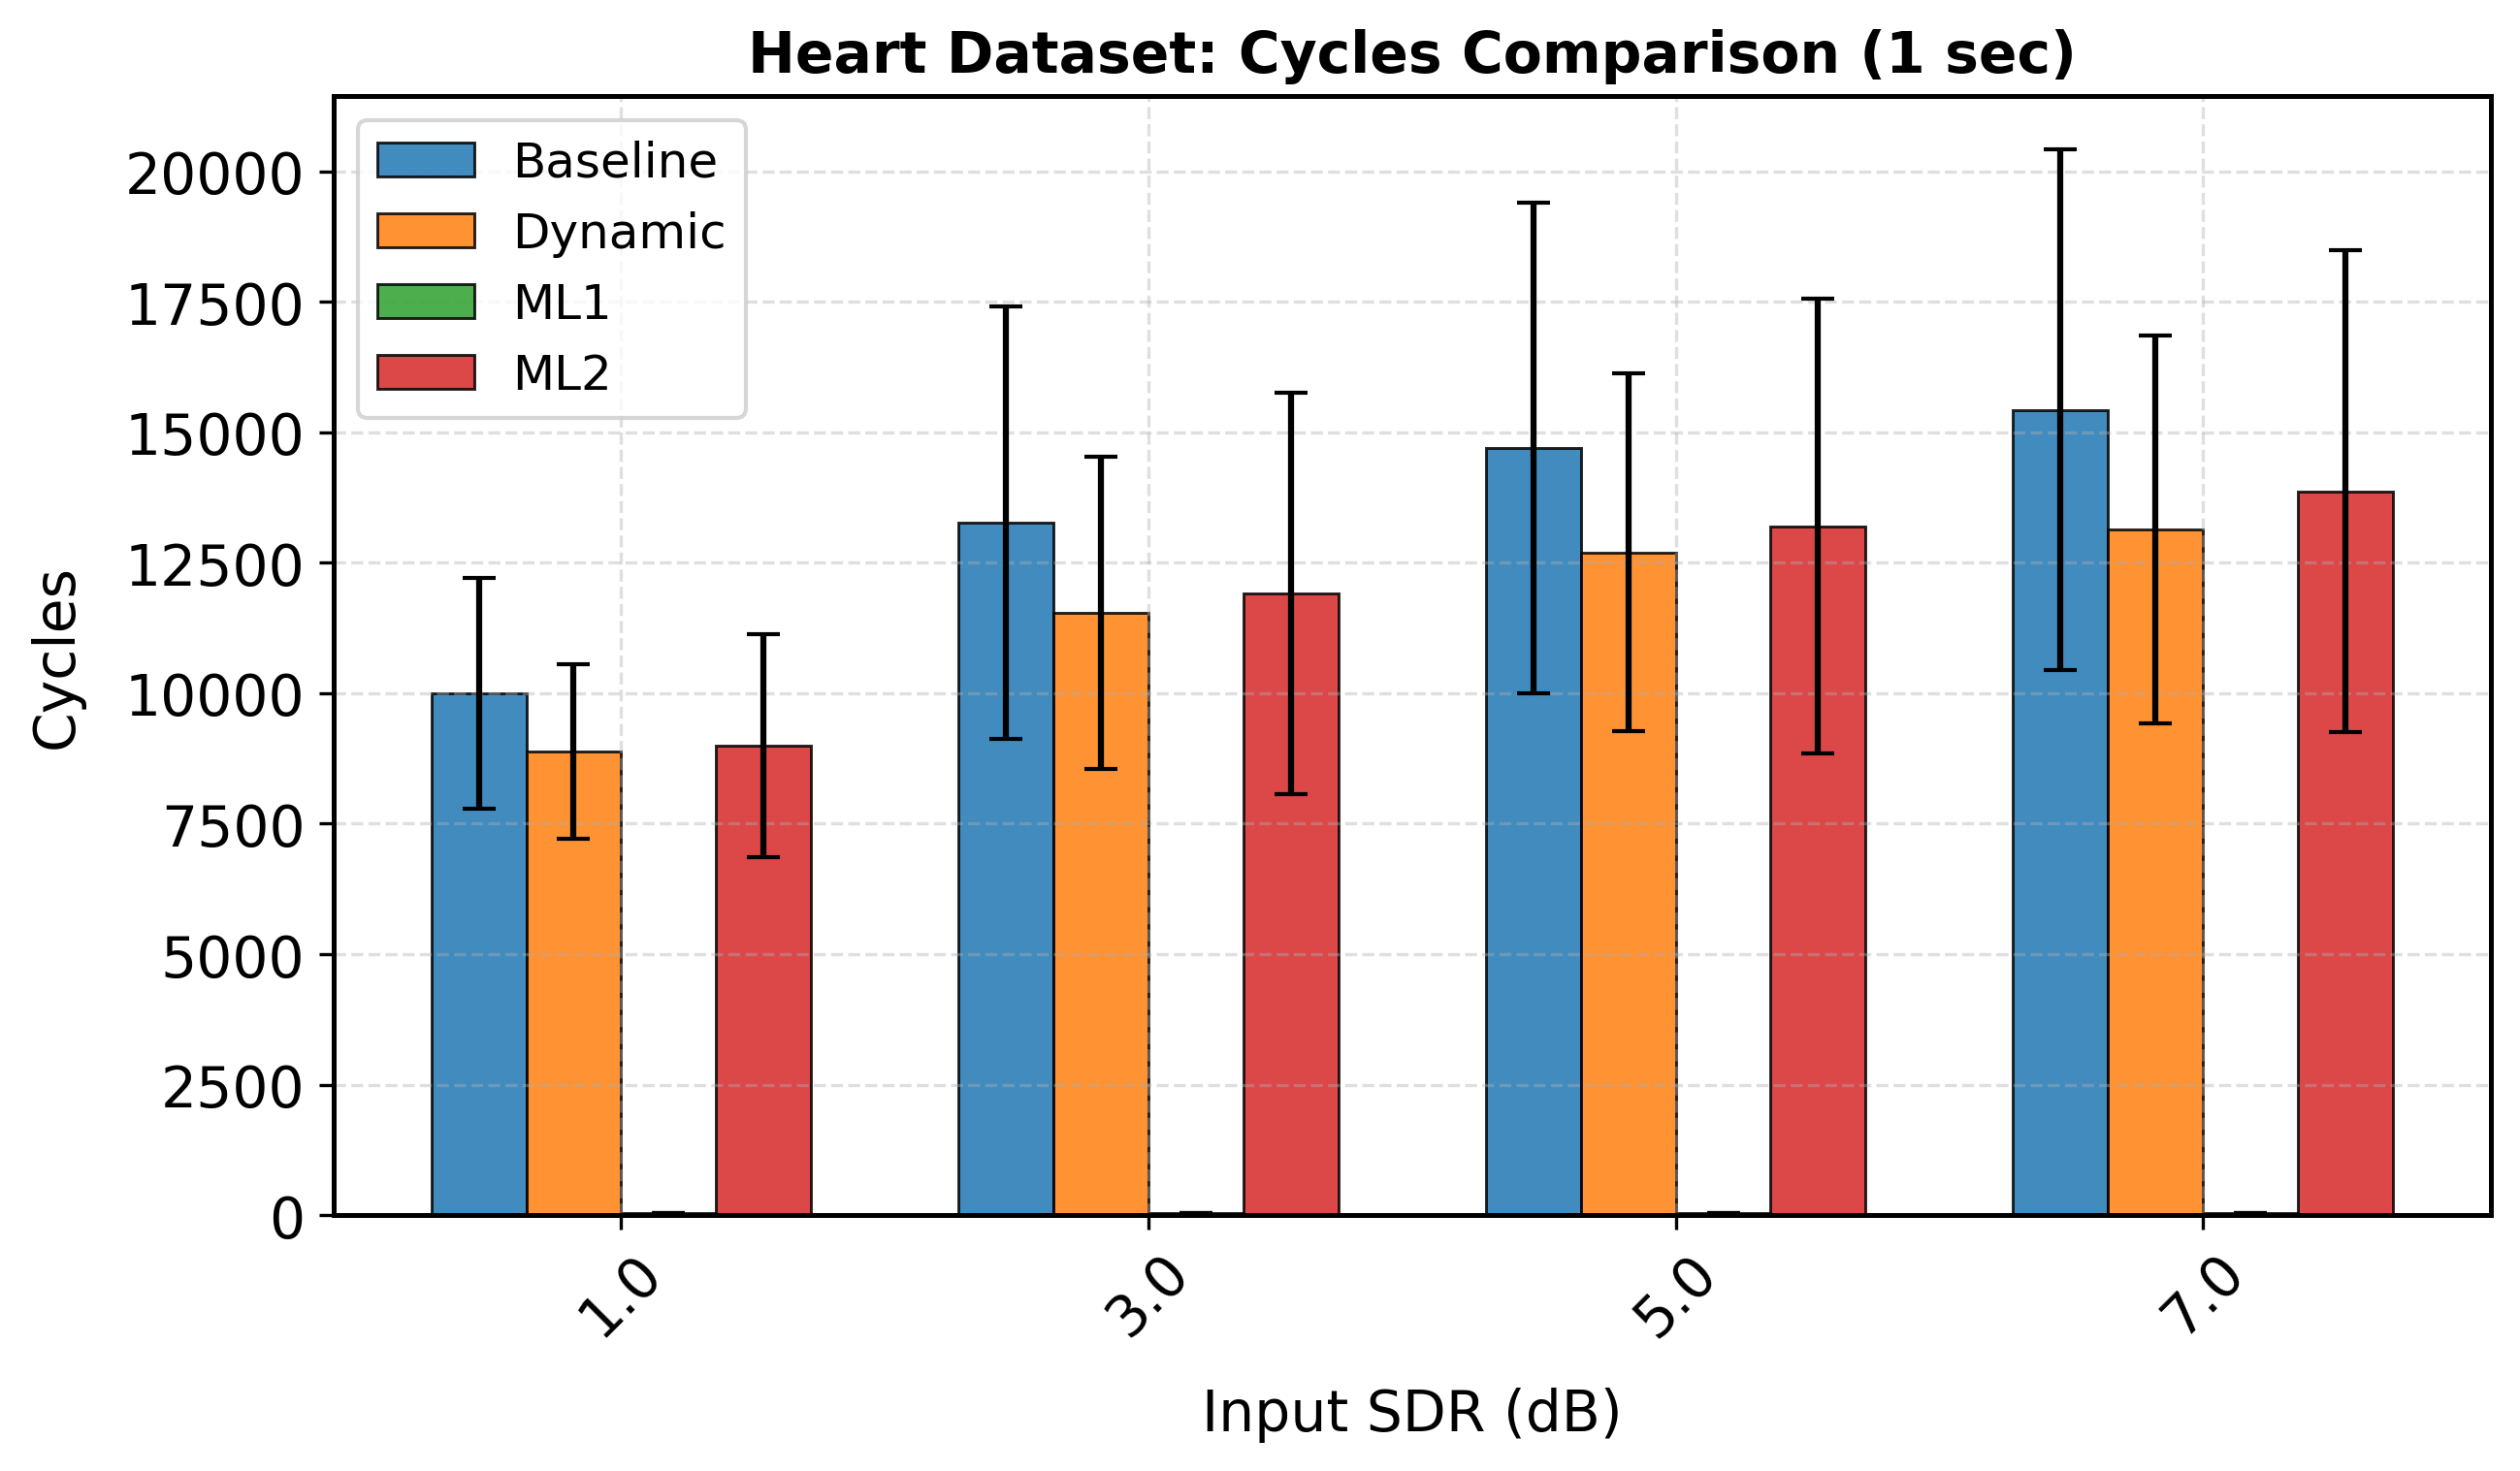 Heart Dataset: Cycles Comparison (1 sec)
Baseline
Dynamic
ML1
ML2
20000
17500
15000
12500
10000
7500
5000
2500
0
Cycles
1.0
3.0
5.0
7.0
Input SDR (dB)